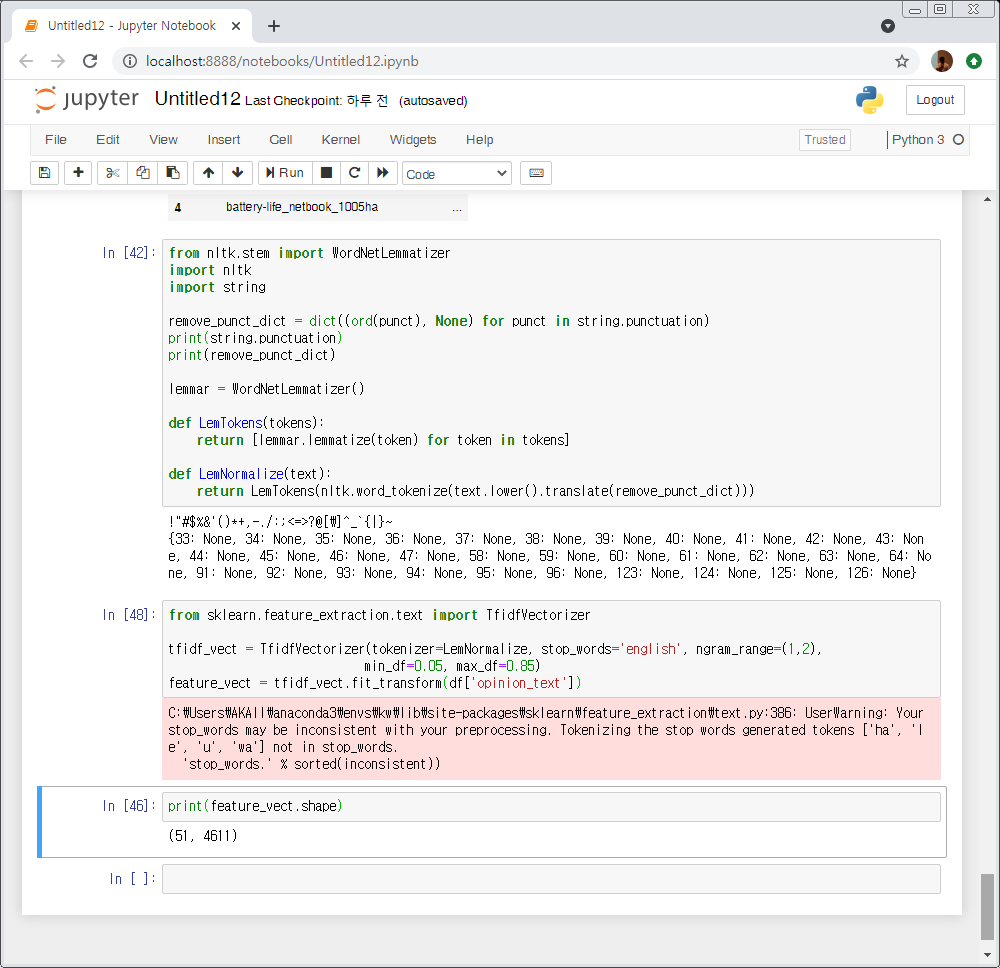 Untitled12 - Jupyter Notebook
localhost:8888/notebooks/Untitled12.ipynb
jupyter Untitled12 Last Checkpoint: 하루 전 (autosaved) Logout
File Edit View Insert Cell Kernel Widgets Help Trusted Python 3
Run Code
4 battery-life_netbook_1005ha ...
In [42]:
from nltk.stem import WordNetLemmatizer
import nltk
import string
remove_punct_dict = dict((ord(punct), None) for punct in string.punctuation)
print(string.punctuation)
print(remove_punct_dict)
lemmar = WordNetLemmatizer()
def LemTokens(tokens):
    return [lemmar.lemmatize(token) for token in tokens]
def LemNormalize(text):
    return LemTokens(nltk.word_tokenize(text.lower().translate(remove_punct_dict)))
!"#$%&'()*+,-./:;<=>?@[₩]^_`{|}~
{33: None, 34: None, 35: None, 36: None, 37: None, 38: None, 39: None, 40: None, 41: None, 42: None, 43: Non
e, 44: None, 45: None, 46: None, 47: None, 58: None, 59: None, 60: None, 61: None, 62: None, 63: None, 64: No
ne, 91: None, 92: None, 93: None, 94: None, 95: None, 96: None, 123: None, 124: None, 125: None, 126: None}
In [48]:
from sklearn.feature_extraction.text import TfidfVectorizer
tfidf_vect = TfidfVectorizer(tokenizer=LemNormalize, stop_words='english', ngram_range=(1,2),
                             min_df=0.05, max_df=0.85)
feature_vect = tfidf_vect.fit_transform(df['opinion_text'])
C:₩Users₩AKAII₩anaconda3₩envs₩kw₩lib₩site-packages₩sklearn₩feature_extraction₩text.py:386: UserWarning: Your
stop_words may be inconsistent with your preprocessing. Tokenizing the stop words generated tokens ['ha', 'l
e', 'u', 'wa'] not in stop_words.
  'stop_words.' % sorted(inconsistent))
In [46]:
print(feature_vect.shape)
(51, 4611)
In [ ]: